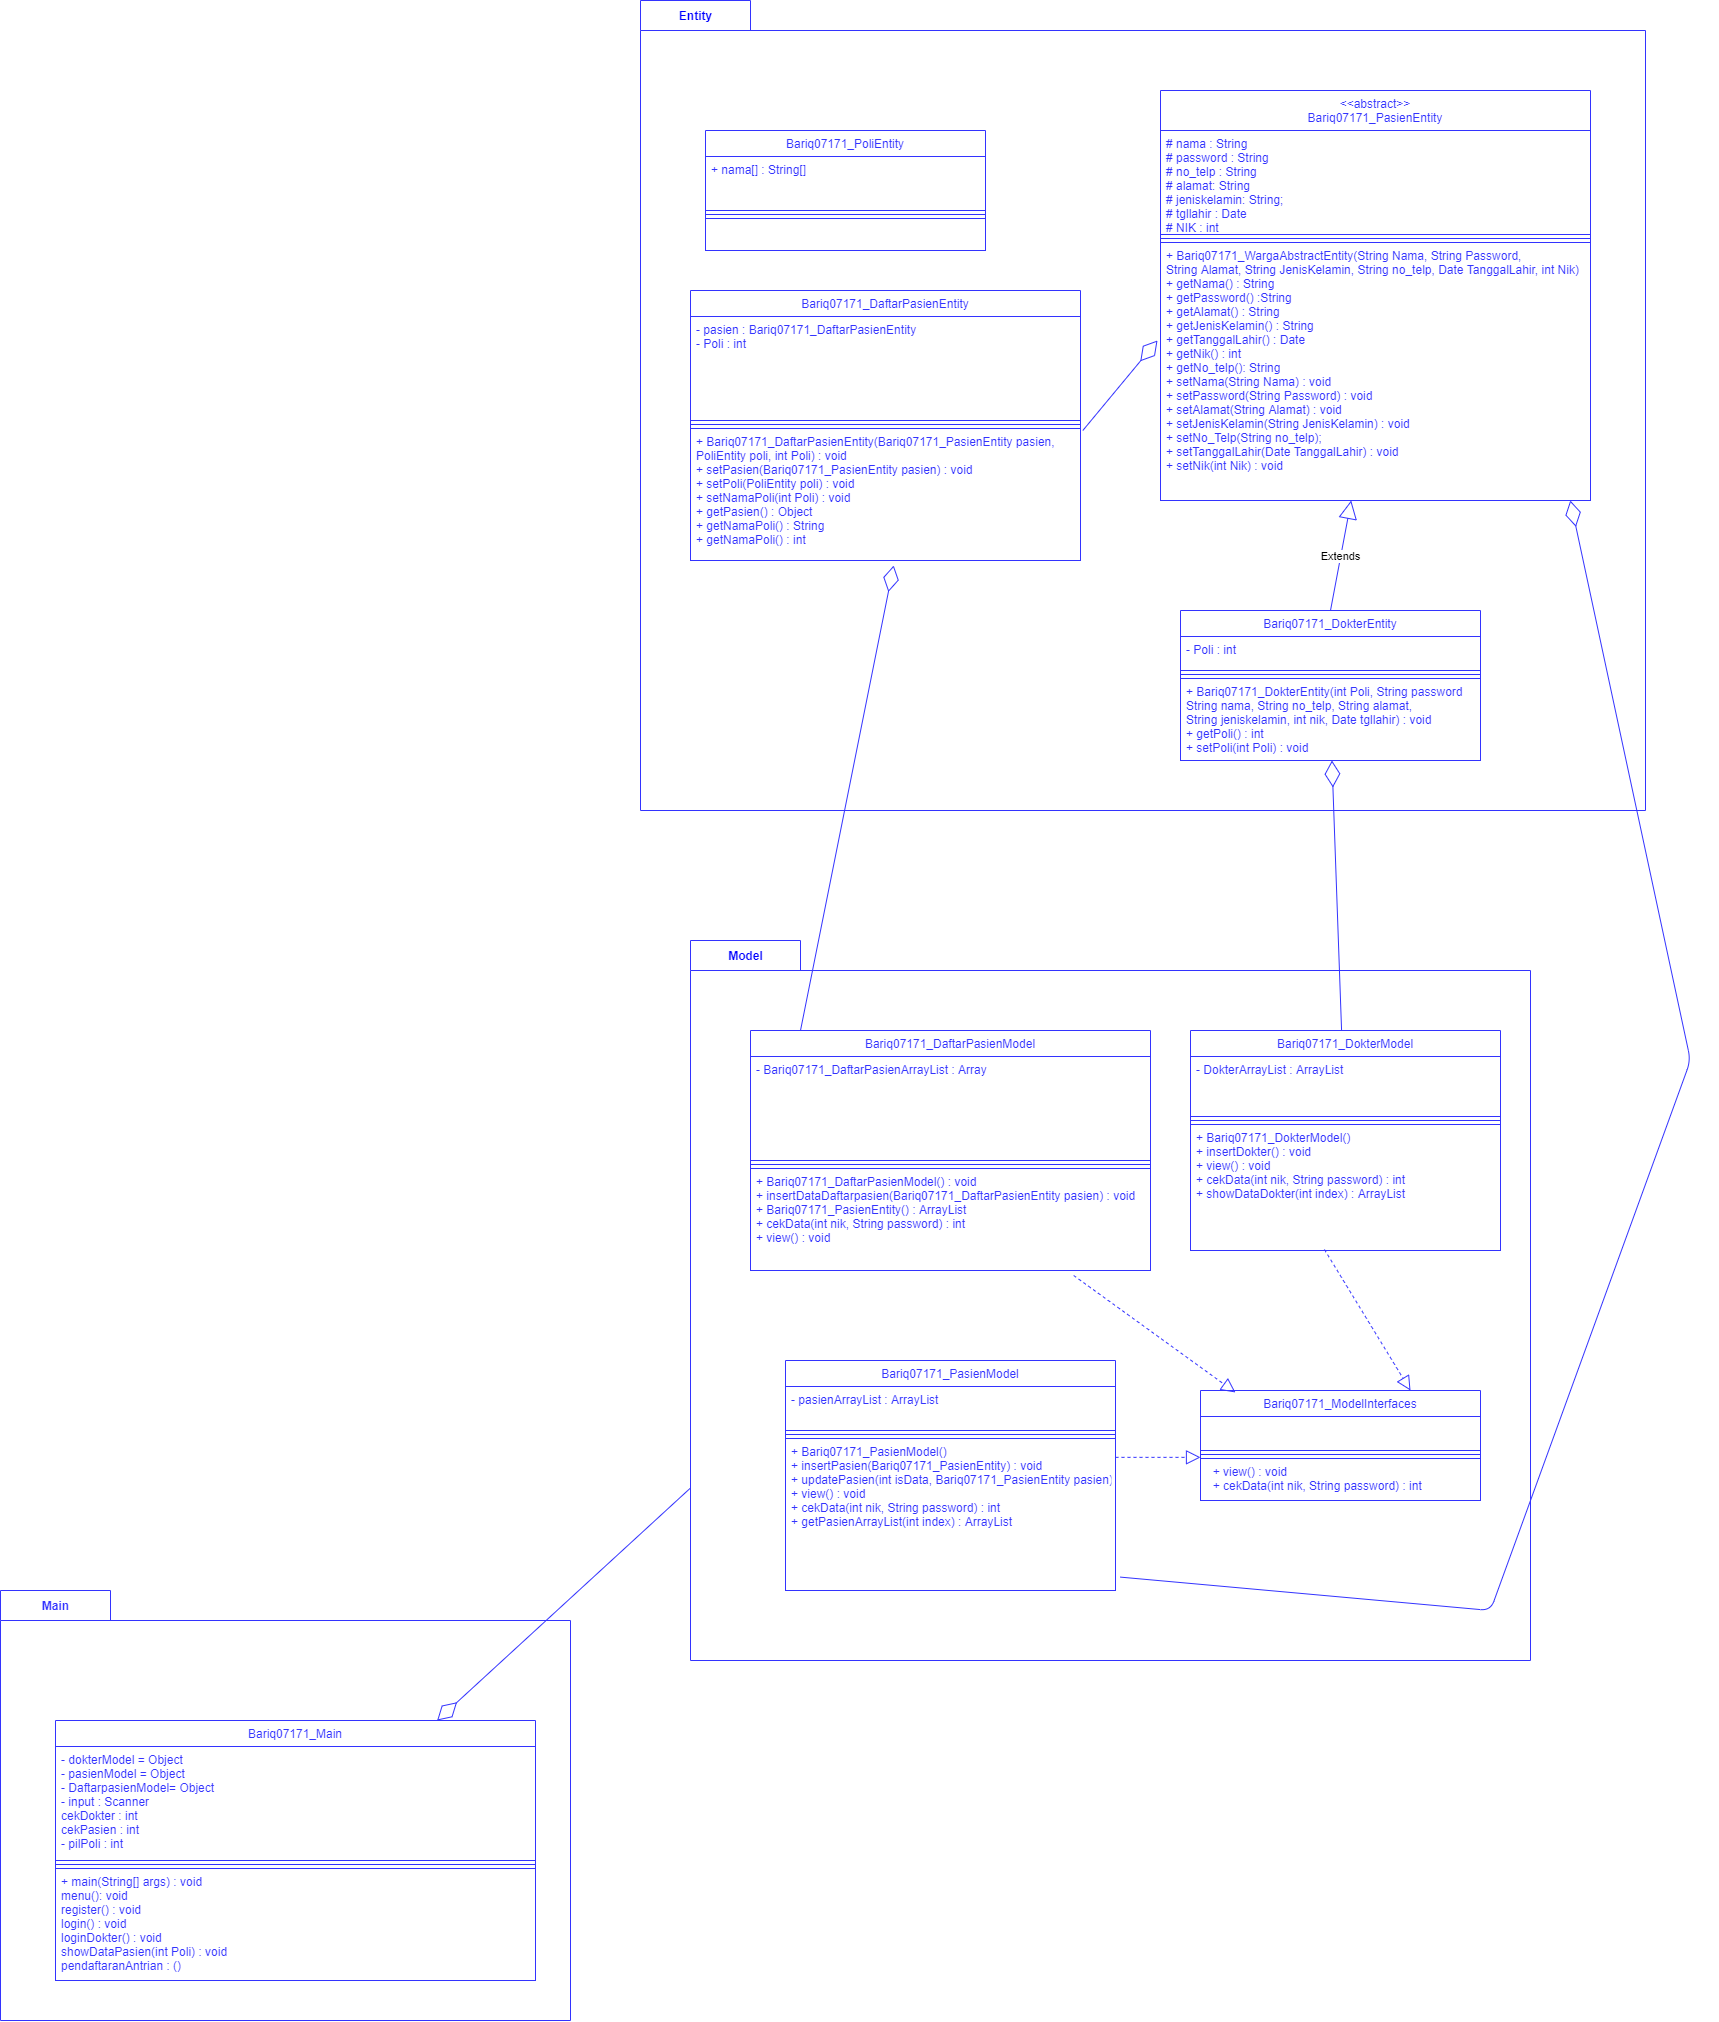 Entity
<<abstract>>
Bariq07171_PasienEntity
# nama : String
# password : String
# no_telp : String
# alamat: String
# jeniskelamin: String;
# tgllahir : Date
# NIK : int
+ Bariq07171_WargaAbstractEntity(String Nama, String Password,
String Alamat, String JenisKelamin, String no_telp, Date TanggalLahir, int Nik)
+ getNama() : String
+ getPassword() :String
+ getAlamat() : String
+ getJenisKelamin() : String
+ getTanggalLahir() : Date
+ getNik() : int
+ getNo_telp(): String
+ setNama(String Nama) : void
+ setPassword(String Password) : void
+ setAlamat(String Alamat) : void
+ setJenisKelamin(String JenisKelamin) : void
+ setNo_Telp(String no_telp);
+ setTanggalLahir(Date TanggalLahir) : void
+ setNik(int Nik) : void
Bariq07171_PoliEntity
+ nama[] : String[]
Bariq07171_DaftarPasienEntity
- pasien : Bariq07171_DaftarPasienEntity
- Poli : int
+ Bariq07171_DaftarPasienEntity(Bariq07171_PasienEntity pasien,
PoliEntity poli, int Poli) : void
+ setPasien(Bariq07171_PasienEntity pasien) : void
+ setPoli(PoliEntity poli) : void
+ setNamaPoli(int Poli) : void
+ getPasien() : Object
+ getNamaPoli() : String
+ getNamaPoli() : int
Extends
Bariq07171_DokterEntity
- Poli : int
+ Bariq07171_DokterEntity(int Poli, String password
String nama, String no_telp, String alamat,
String jeniskelamin, int nik, Date tgllahir) : void
+ getPoli() : int
+ setPoli(int Poli) : void
Model
Bariq07171_DaftarPasienModel
- Bariq07171_DaftarPasienArrayList : Array
+ Bariq07171_DaftarPasienModel() : void
+ insertDataDaftarpasien(Bariq07171_DaftarPasienEntity pasien) : void
+ Bariq07171_PasienEntity() : ArrayList
+ cekData(int nik, String password) : int
+ view() : void
Bariq07171_DokterModel
- DokterArrayList : ArrayList
+ Bariq07171_DokterModel()
+ insertDokter() : void
+ view() : void
+ cekData(int nik, String password) : int
+ showDataDokter(int index) : ArrayList
Bariq07171_PasienModel
- pasienArrayList : ArrayList
+ Bariq07171_PasienModel()
+ insertPasien(Bariq07171_PasienEntity) : void
+ updatePasien(int isData, Bariq07171_PasienEntity pasien)
+ view() : void
+ cekData(int nik, String password) : int
+ getPasienArrayList(int index) : ArrayList
Bariq07171_ModelInterfaces
+ view() : void
+ cekData(int nik, String password) : int
Main
Bariq07171_Main
- dokterModel = Object
- pasienModel = Object
- DaftarpasienModel= Object
- input : Scanner
cekDokter : int
cekPasien : int
- pilPoli : int
+ main(String[] args) : void
menu(): void
register() : void
login() : void
loginDokter() : void
showDataPasien(int Poli) : void
pendaftaranAntrian : ()